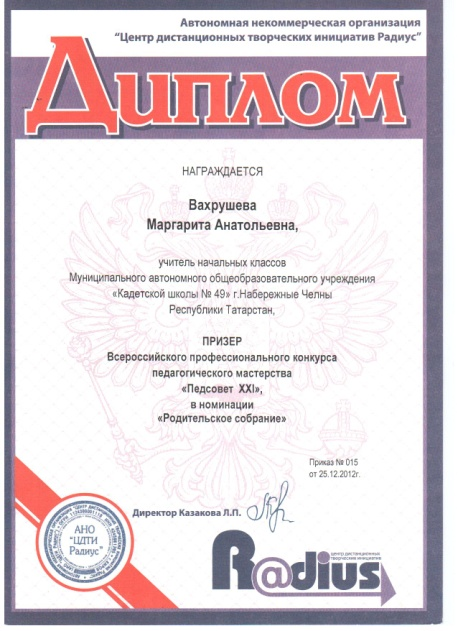 Автономная некоммерческая организация
"Центр дистанционных творческих инициатив Радиус"
Диплом
НАГРАЖДАЕТСЯ
Вахрушева
Маргарита Анатольевна,
учитель начальных классов
Муниципального автономного общеобразовательного учреждения
«Кадетской школы № 49» г.Набережные Челны
Республики Татарстан,
ПРИЗЕР
Всероссийского профессионального конкурса
педагогического мастерства
«Педсовет XXI»,
в номинации
«Родительское собрание»
Приказ № 015
от 25.12.2012г.
Директор Казакова Л.П.
АНО
"ЦДТИ
Радиус"
R@dius
центр дистанционных
творческих инициатив